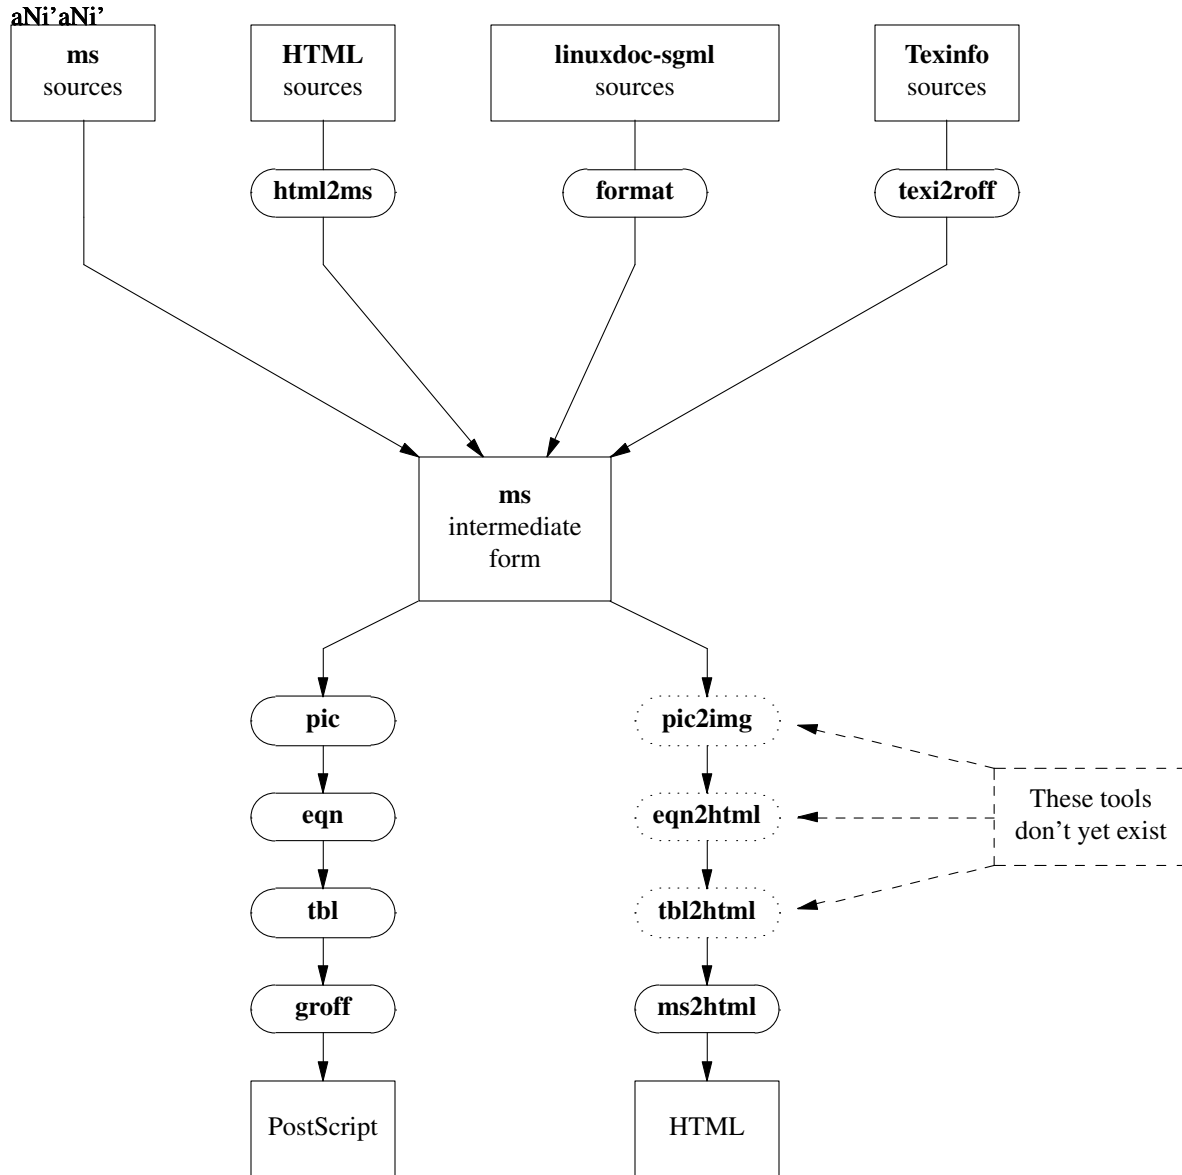 aNi’aNi’
ms
sources
HTML
sources
linuxdoc-sgml
sources
Texinfo
sources
html2ms
format
texi2roff
ms
intermediate
form
pic
pic2img
These tools
don’t yet exist
eqn
eqn2html
tbl
tbl2html
groff
ms2html
PostScript
HTML